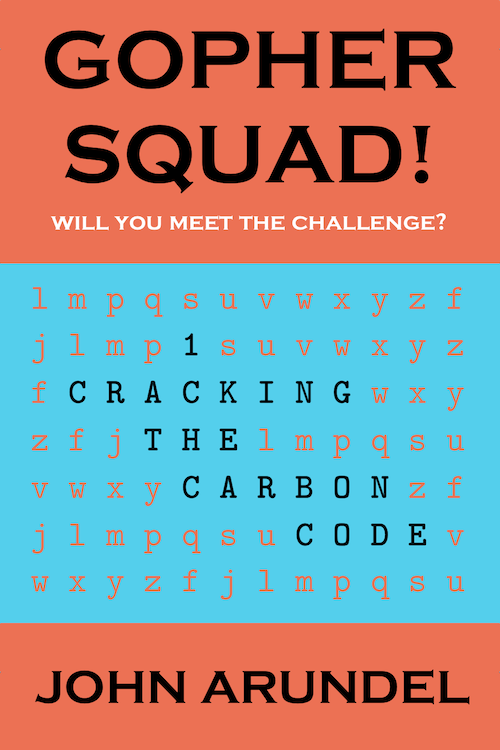 GOPHER
SQUAD!
WILL YOU MEET THE CHALLENGE?
l m p q s u v w x y z f
j l m p 1 s u v w x y z
f C R A C K I N G w x y
z f j T H E l m p q s u
v w x y C A R B O N z f
j l m p q s u C O D E v
w x y z f j l m p q s u
JOHN ARUNDEL